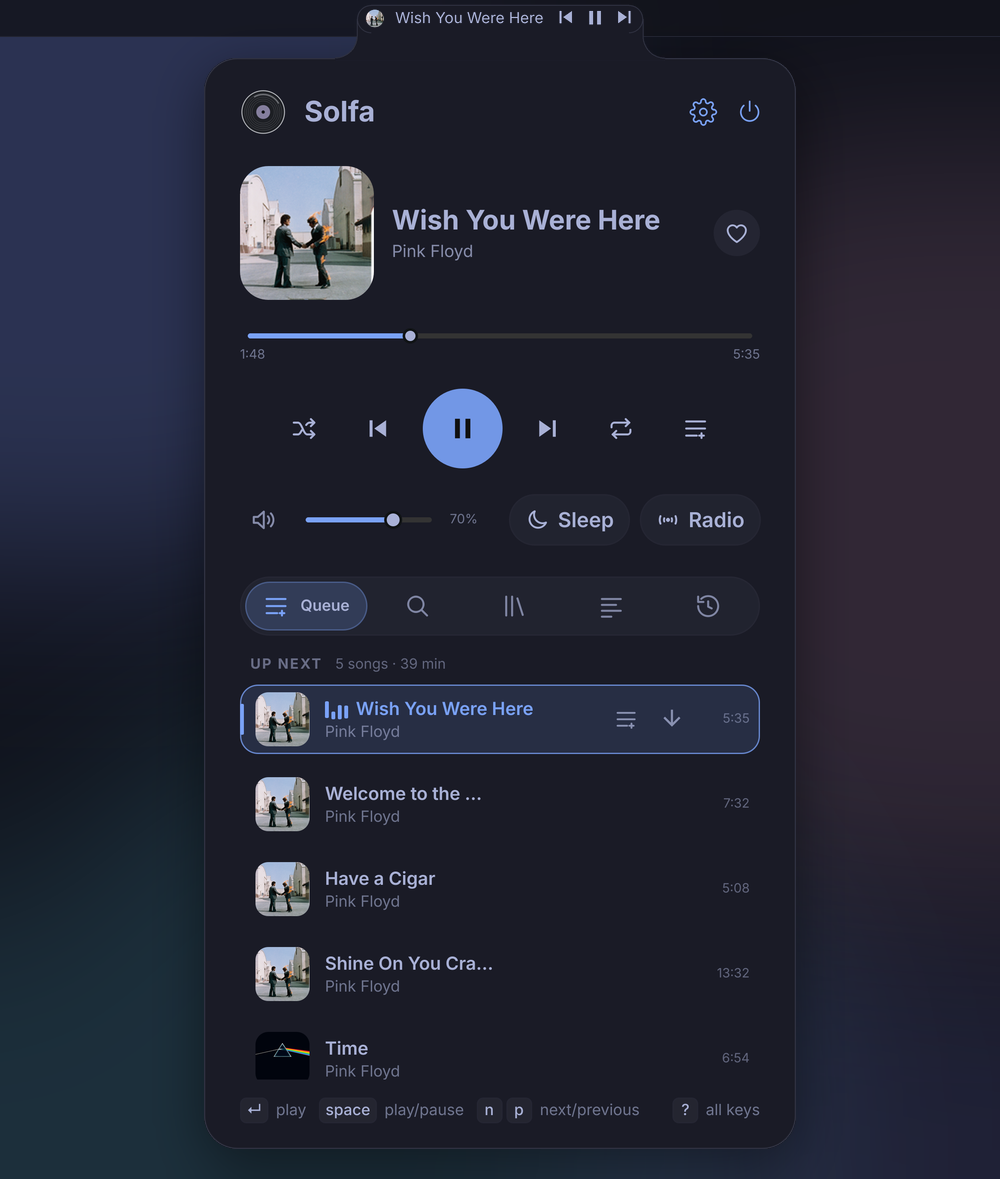 Wish You Were Here
Solfa
Wish You Were Here
Pink Floyd
1:48 5:35
70% Sleep Radio
Queue
UP NEXT 5 songs · 39 min
Wish You Were Here
Pink Floyd
5:35
Welcome to the ...
Pink Floyd
7:32
Have a Cigar
Pink Floyd
5:08
Shine On You Cra...
Pink Floyd
13:32
Time
Pink Floyd
6:54
↵ play space play/pause n p next/previous ? all keys